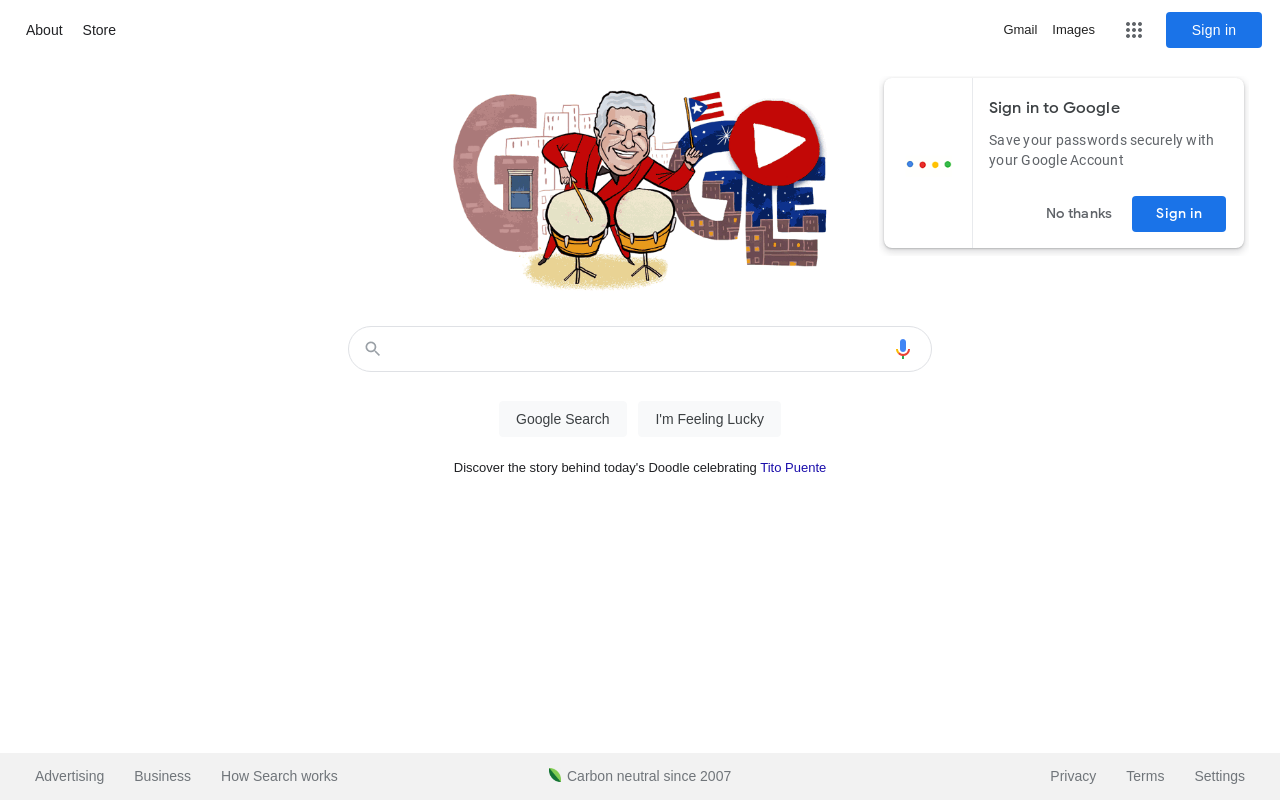 About Store Gmail Images Sign in
Sign in to Google
Save your passwords securely with
your Google Account
No thanks Sign in
Google Search I'm Feeling Lucky
Discover the story behind today's Doodle celebrating Tito Puente
Advertising Business How Search works Carbon neutral since 2007 Privacy Terms Settings